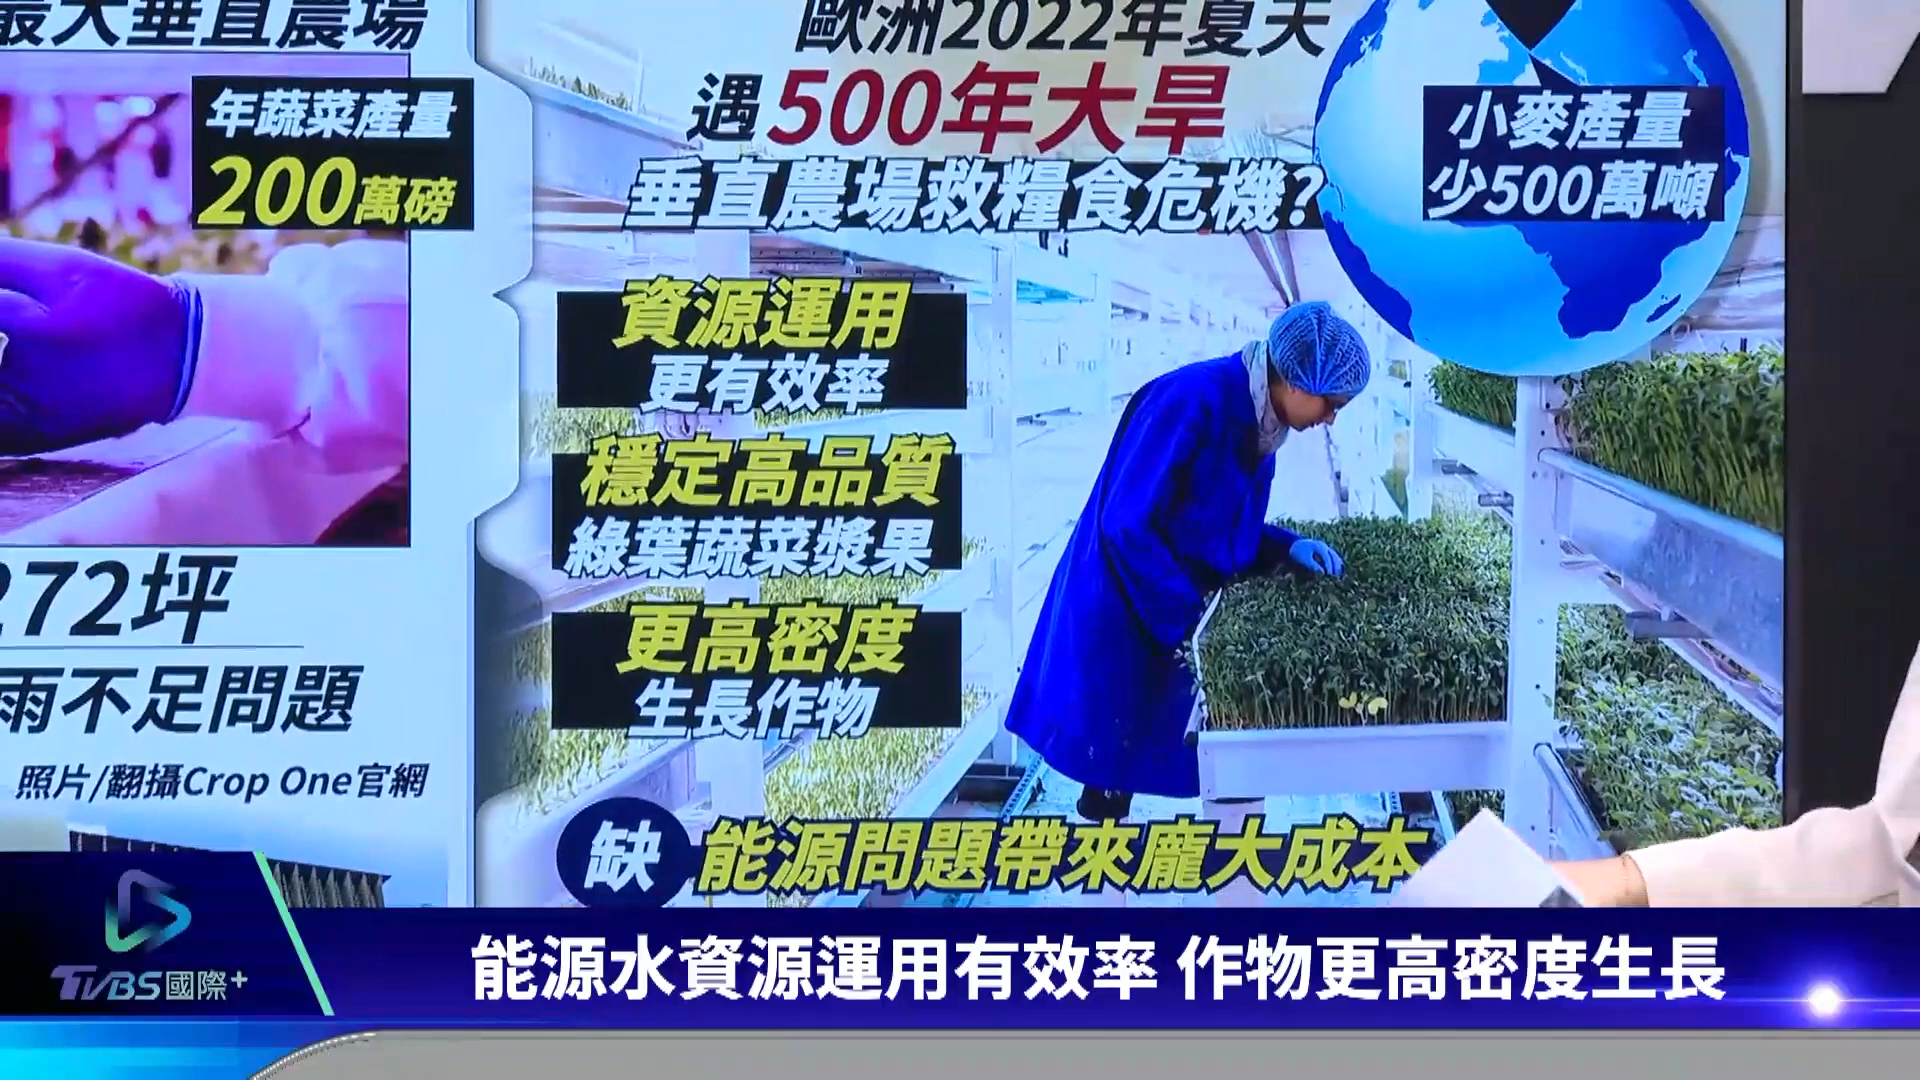 最大垂直農場
年蔬菜產量
200萬磅
272坪
雨不足問題
照片/翻攝Crop One官網
歐洲2022年夏天
遇500年大旱
垂直農場救糧食危機?
小麥產量
少500萬噸
資源運用
更有效率
穩定高品質
綠葉蔬菜漿果
更高密度
生長作物
缺 能源問題帶來龐大成本
TVBS國際+
能源水資源運用有效率 作物更高密度生長